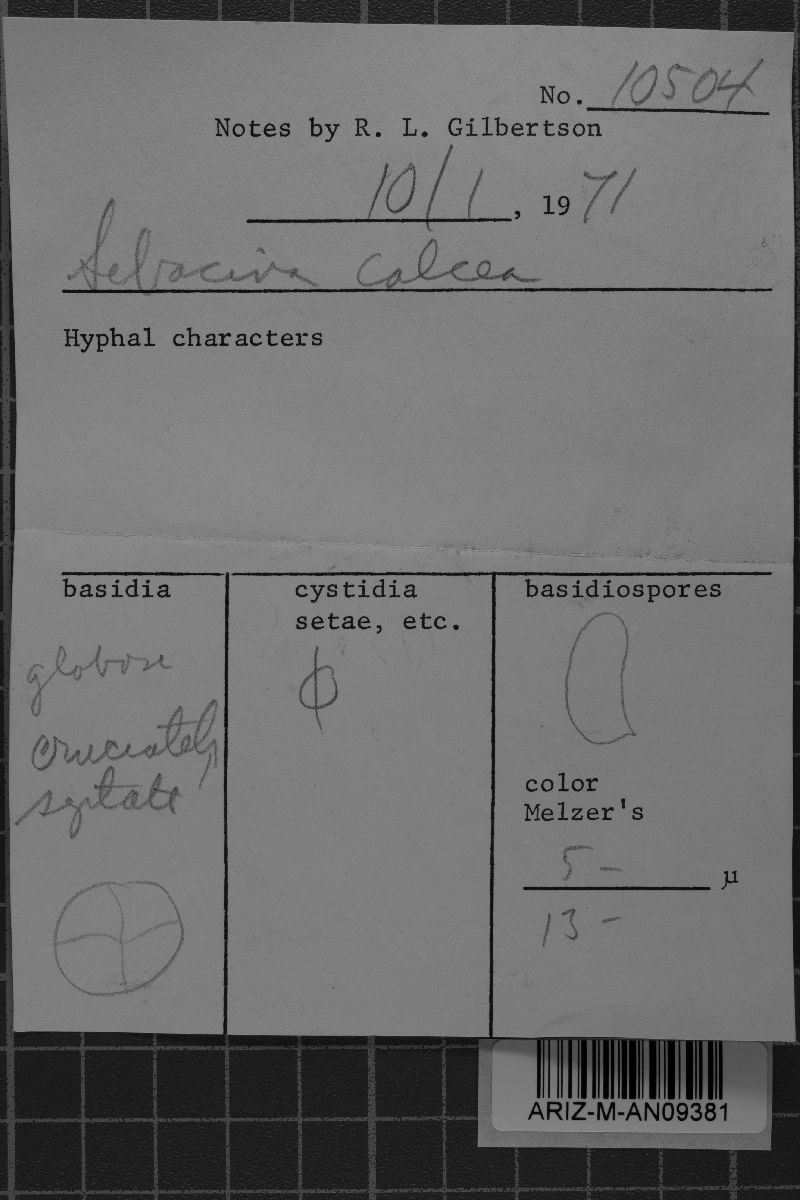 No. 10504
Notes by R. L. Gilbertson
10/1, 1971
Sebacina calcea
Hyphal characters
basidia
globose
cruciately
septate
cystidia
setae, etc.
φ
basidiospores
color
Melzer's
5 – µ
13 –
ARIZ-M-AN09381